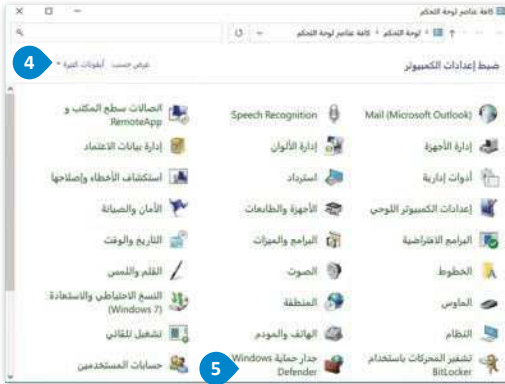 كافة عناصر لوحة التحكم
لوحة التحكم
كافة عناصر لوحة التحكم
ضبط إعدادات الكمبيوتر
عرض حسب: أيقونات كبيرة
4
Mail (Microsoft Outlook)
Speech Recognition
اتصالات سطح المكتب و
RemoteApp
إدارة الأجهزة
إدارة الألوان
إدارة بيانات الاعتماد
أدوات إدارية
استرداد
استكشاف الأخطاء وإصلاحها
إعدادات الكمبيوتر اللوحي
الأجهزة والطابعات
الأمان والصيانة
البرامج الافتراضية
البرامج والميزات
التاريخ والوقت
الخطوط
الصوت
القلم واللمس
الماوس
المنطقة
النسخ الاحتياطي والاستعادة
(Windows 7)
النظام
الهاتف والمودم
تشغيل تلقائي
تشفير المحركات باستخدام
BitLocker
جدار حماية Windows
Defender
5
حسابات المستخدمين